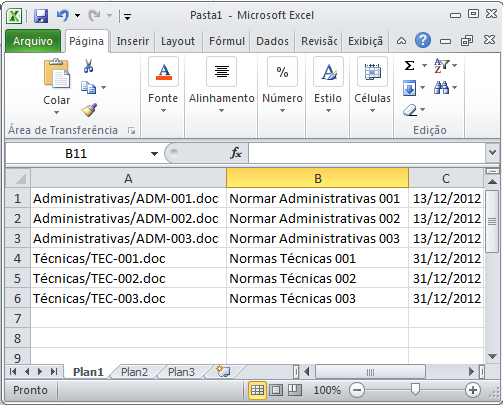 Pasta1 - Microsoft Excel
Arquivo Página Inserir Layout Fórmul Dados Revisão Exibiçã
Colar
Fonte Alinhamento Número Estilo Células
Área de Transferência Edição
B11 fx
A B C
1 Administrativas/ADM-001.doc Normar Administrativas 001 13/12/2012
2 Administrativas/ADM-002.doc Normar Administrativas 002 13/12/2012
3 Administrativas/ADM-003.doc Normar Administrativas 003 13/12/2012
4 Técnicas/TEC-001.doc Normas Técnicas 001 31/12/2012
5 Técnicas/TEC-002.doc Normas Técnicas 002 31/12/2012
6 Técnicas/TEC-003.doc Normas Técnicas 003 31/12/2012
7
8
9
Plan1 Plan2 Plan3
Pronto 100%